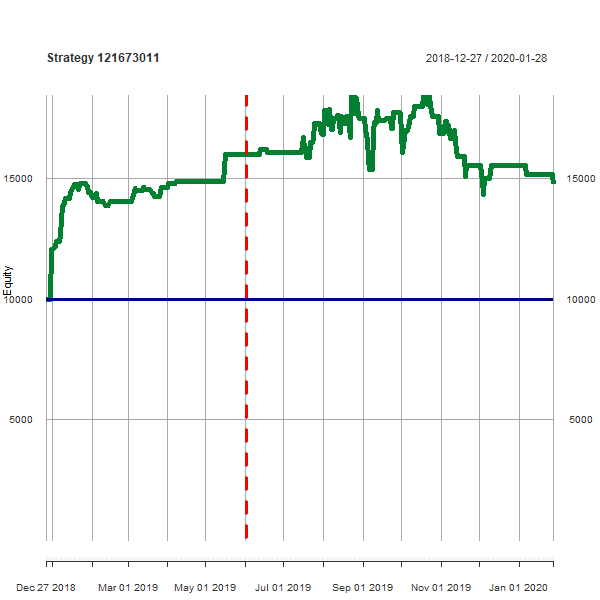 Strategy 121673011
2018-12-27 / 2020-01-28
15000 15000
Equity
10000 10000
5000 5000
Dec 27 2018 Mar 01 2019 May 01 2019 Jul 01 2019 Sep 01 2019 Nov 01 2019 Jan 01 2020